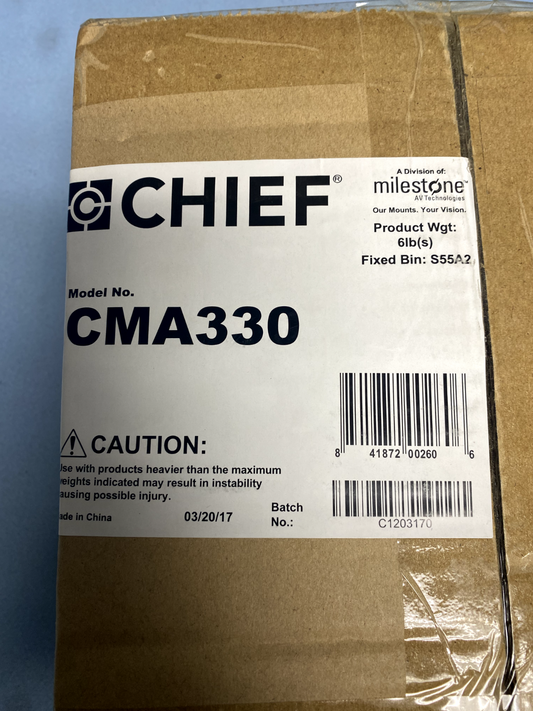 CHIEF®
A Division of:
milestone™
AV Technologies
Our Mounts. Your Vision.
Product Wgt:
6lb(s)
Fixed Bin: S55A2
Model No.
CMA330
CAUTION:
Use with products heavier than the maximum
weights indicated may result in instability
causing possible injury.
Made in China
03/20/17
Batch
No.:
8 41872 00260 6
C1203170